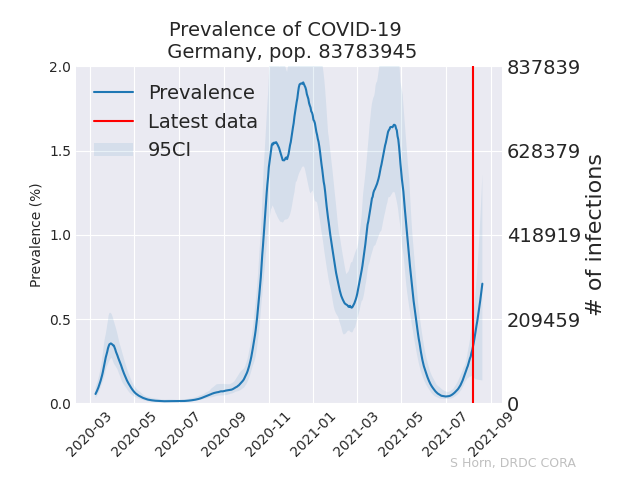 Prevalence of COVID-19
Germany, pop. 83783945
Prevalence
Latest data
95CI
Prevalence (%)
2.0
1.5
1.0
0.5
0.0
837839
628379
418919
209459
0
# of infections
2020-03
2020-05
2020-07
2020-09
2020-11
2021-01
2021-03
2021-05
2021-07
2021-09
S Horn, DRDC CORA